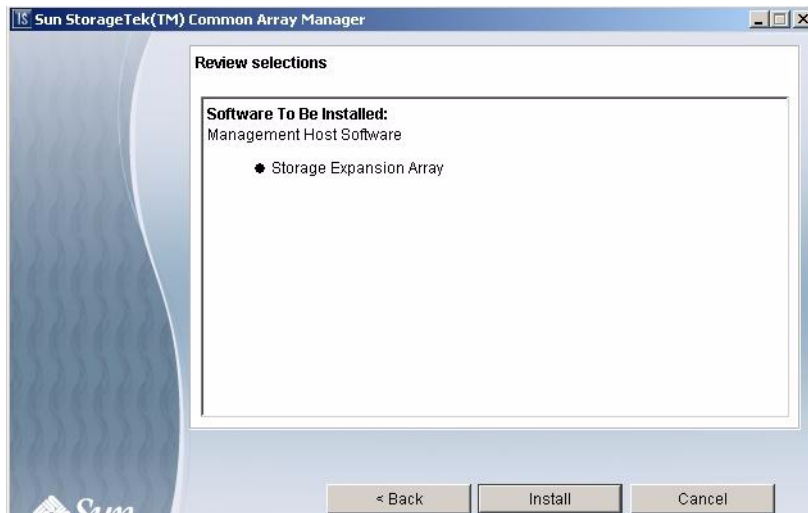 Sun StorageTek(TM) Common Array Manager
Review selections
Software To Be Installed:
Management Host Software
Storage Expansion Array
< Back
Install
Cancel
Sun